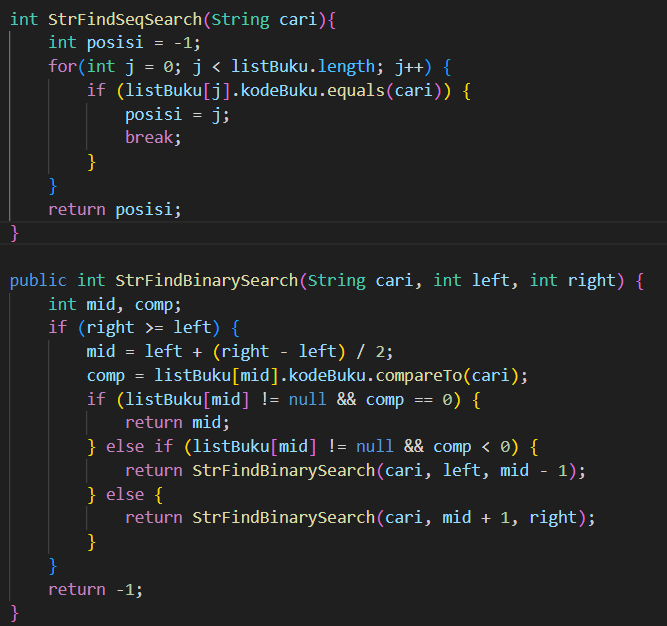 int StrFindSeqSearch(String cari){
    int posisi = -1;
    for(int j = 0; j < listBuku.length; j++) {
        if (listBuku[j].kodeBuku.equals(cari)) {
            posisi = j;
            break;
        }
    }
    return posisi;
}

public int StrFindBinarySearch(String cari, int left, int right) {
    int mid, comp;
    if (right >= left) {
        mid = left + (right - left) / 2;
        comp = listBuku[mid].kodeBuku.compareTo(cari);
        if (listBuku[mid] != null && comp == 0) {
            return mid;
        } else if (listBuku[mid] != null && comp < 0) {
            return StrFindBinarySearch(cari, left, mid - 1);
        } else {
            return StrFindBinarySearch(cari, mid + 1, right);
        }
    }
    return -1;
}